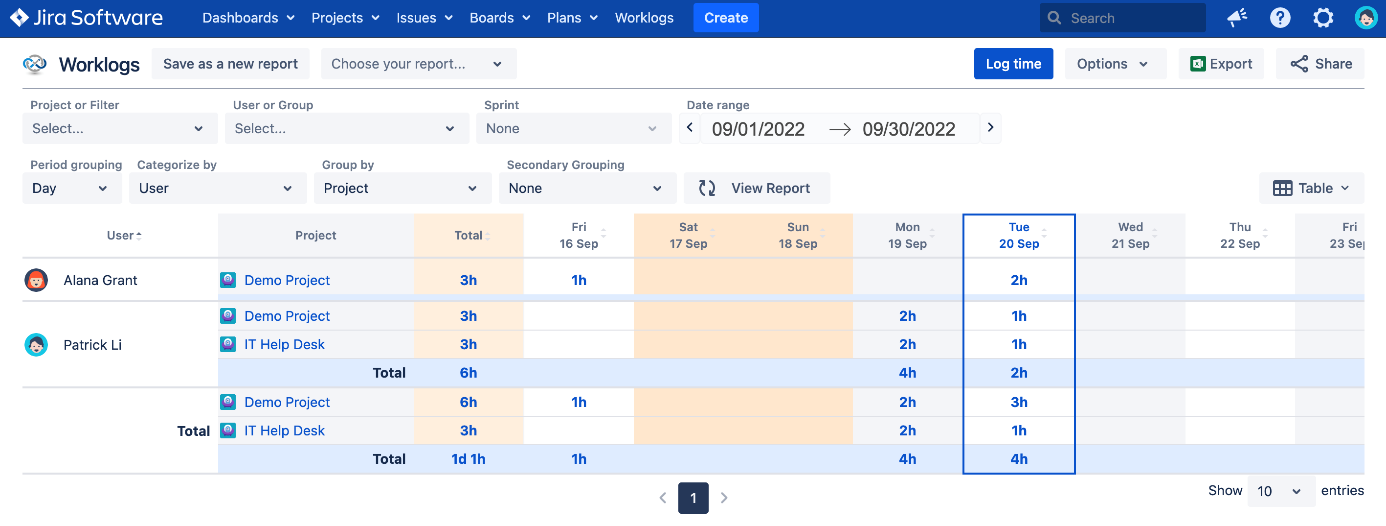 Jira Software Dashboards Projects Issues Boards Plans Worklogs Create Search
Worklogs Save as a new report Choose your report... Log time Options Export Share
Project or Filter User or Group Sprint Date range
Select... Select... None 09/01/2022 → 09/30/2022
Period grouping Categorize by Group by Secondary Grouping
Day User Project None View Report Table
User Project Total Fri 16 Sep Sat 17 Sep Sun 18 Sep Mon 19 Sep Tue 20 Sep Wed 21 Sep Thu 22 Sep Fri 23 Sep
Alana Grant Demo Project 3h 1h 2h
Demo Project 3h 2h 1h
Patrick Li IT Help Desk 3h 2h 1h
Total 6h 4h 2h
Demo Project 6h 1h 2h 3h
Total IT Help Desk 3h 2h 1h
Total 1d 1h 1h 4h 4h
1 Show 10 entries